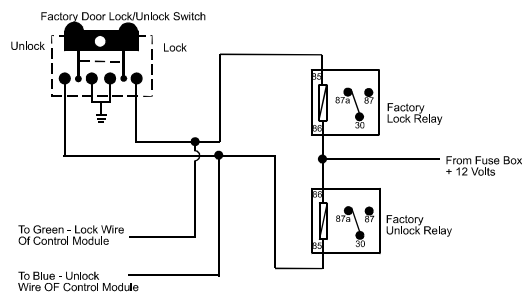 Factory Door Lock/Unlock Switch
Unlock
Lock
85
87a
87
30
86
Factory
Lock Relay
From Fuse Box
+ 12 Volts
86
87a
87
30
85
Factory
Unlock Relay
To Green - Lock Wire
Of Control Module
To Blue - Unlock
Wire OF Control Module